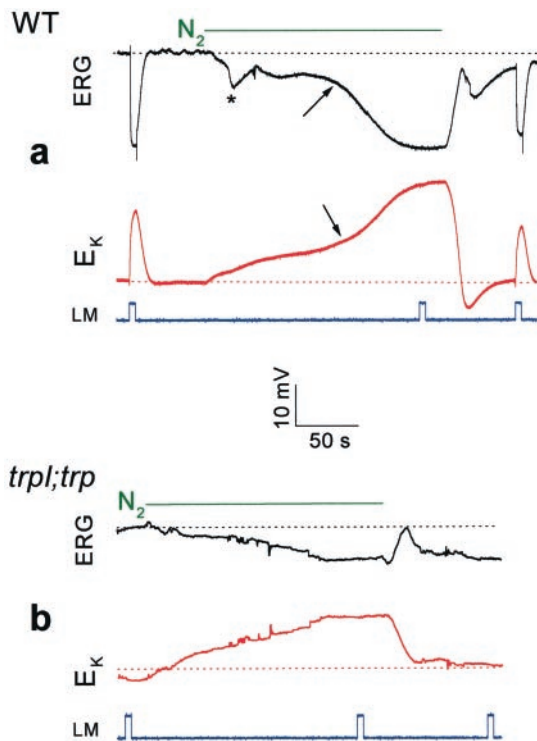 WT
N2
ERG
*
a
EK
LM
10 mV
50 s
trpl;trp
N2
ERG
b
EK
LM